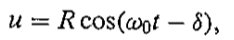 u = R cos(ω₀t − δ),